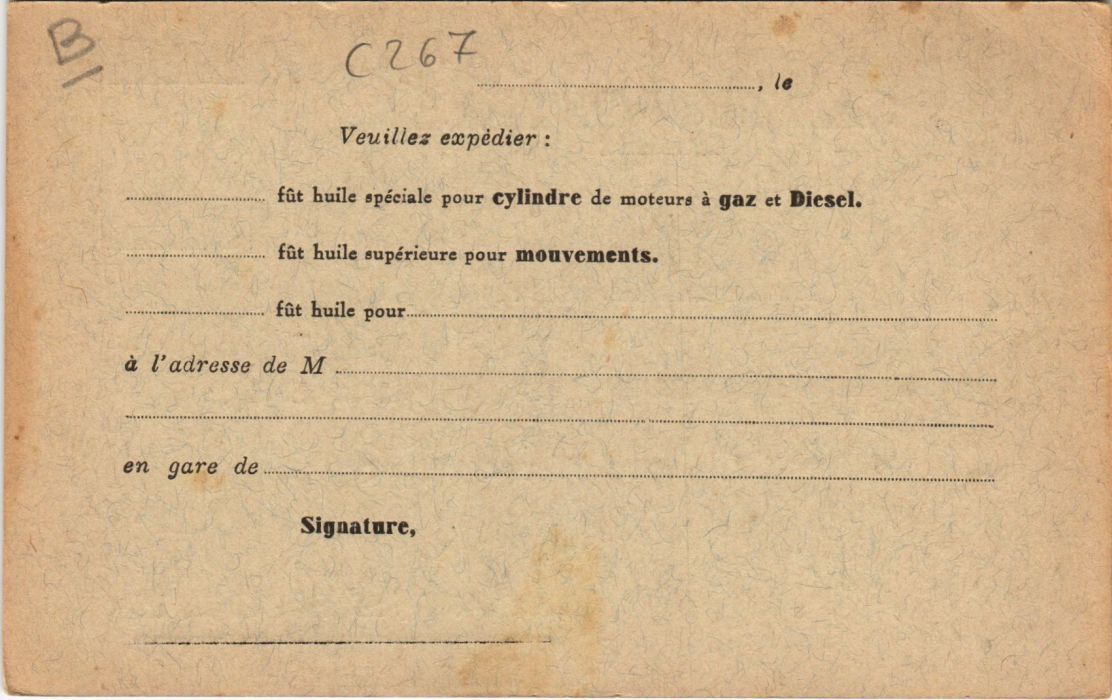 B
C267
, le
Veuillez expédier :
fût huile spéciale pour cylindre de moteurs à gaz et Diesel.
fût huile supérieure pour mouvements.
fût huile pour
à l'adresse de M
en gare de
Signature,